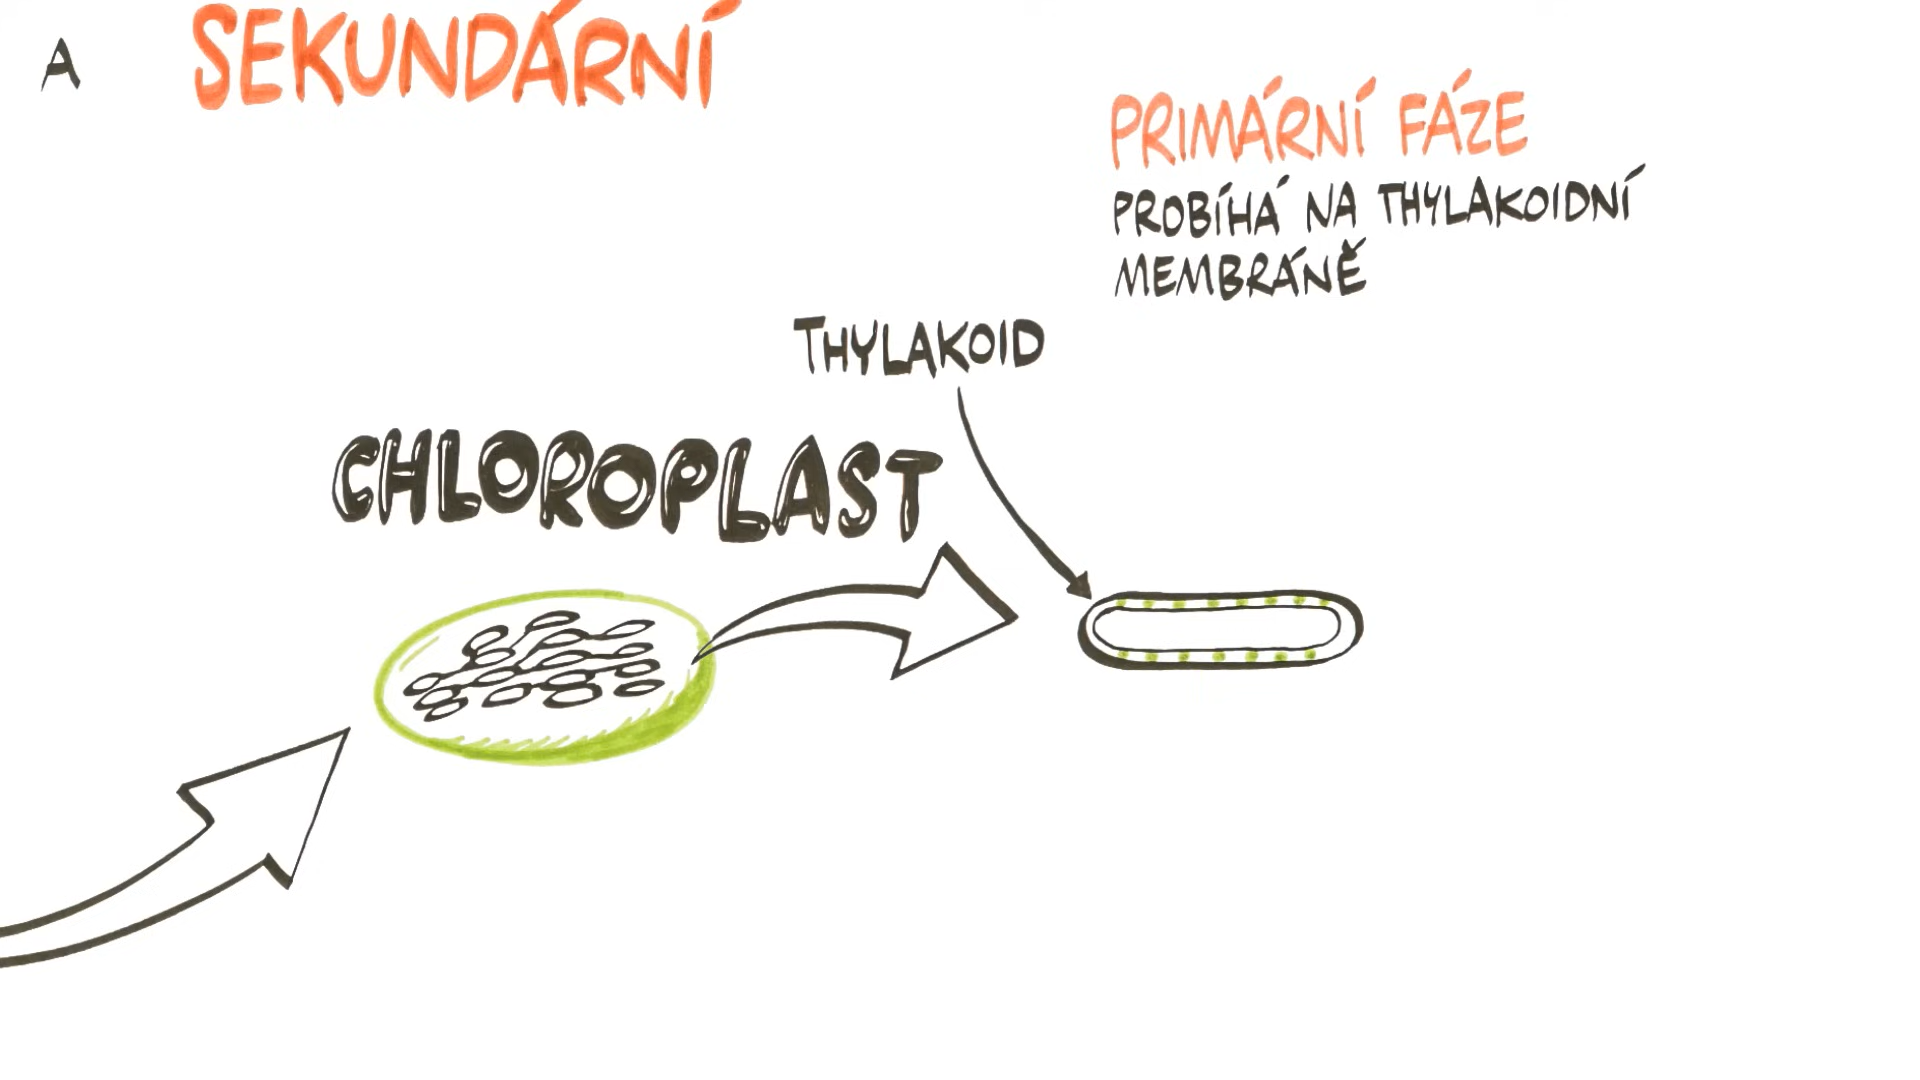 A SEKUNDÁRNÍ
PRIMÁRNÍ FÁZE
PROBÍHÁ NA THYLAKOIDNÍ
MEMBRÁNĚ
THYLAKOID
CHLOROPLAST